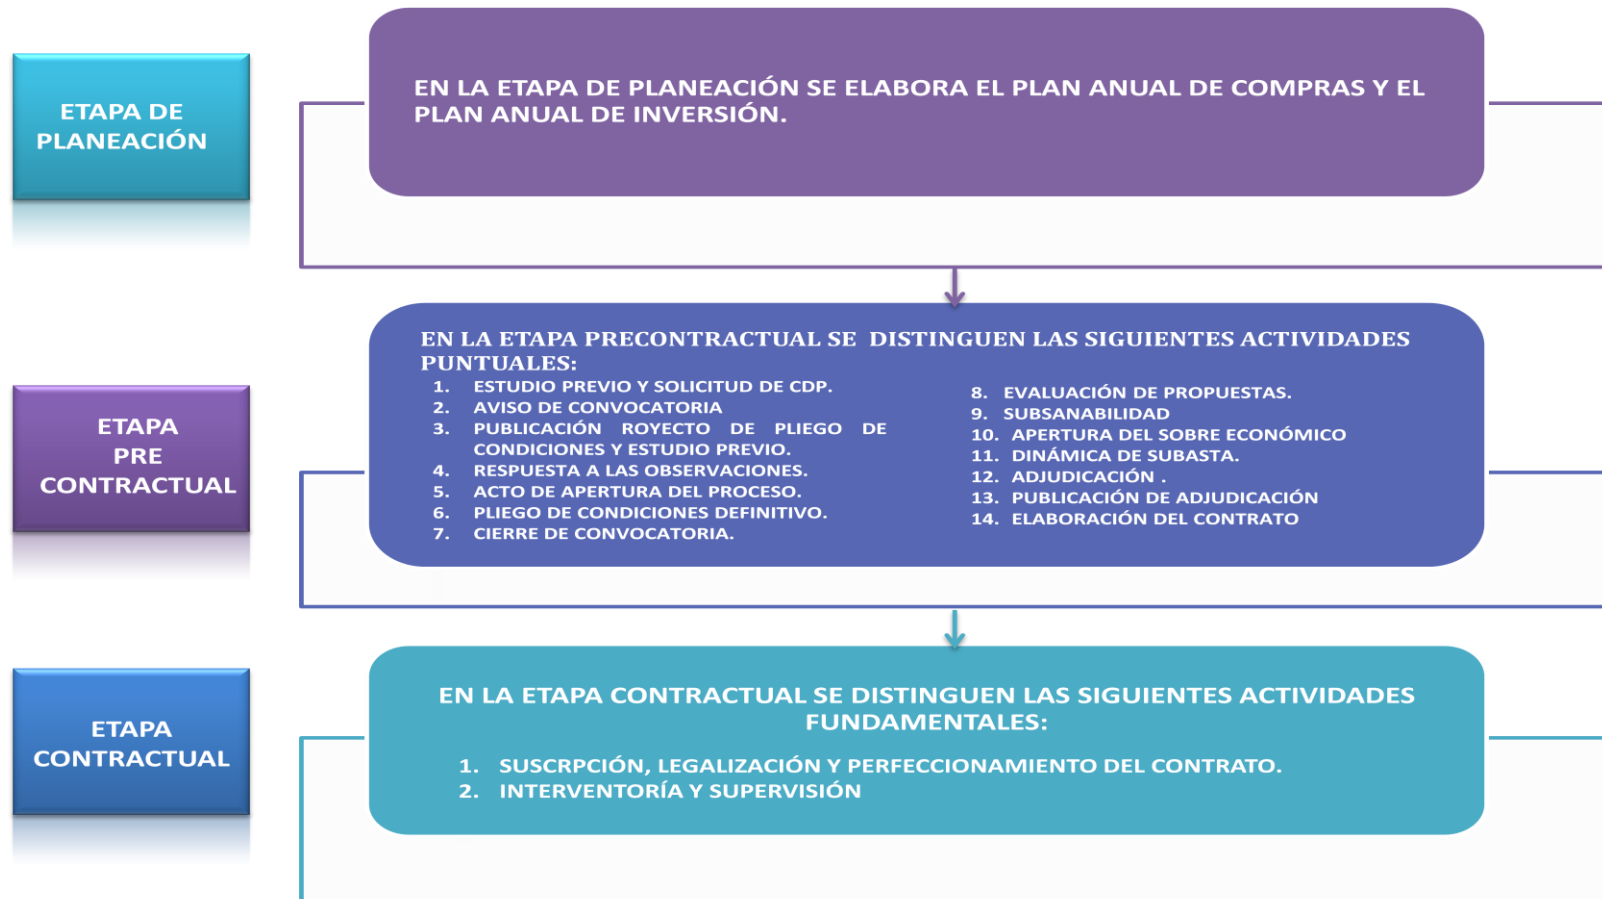 ETAPA DE
PLANEACIÓN
EN LA ETAPA DE PLANEACIÓN SE ELABORA EL PLAN ANUAL DE COMPRAS Y EL
PLAN ANUAL DE INVERSIÓN.
ETAPA
PRE
CONTRACTUAL
EN LA ETAPA PRECONTRACTUAL SE DISTINGUEN LAS SIGUIENTES ACTIVIDADES
PUNTUALES:
1. ESTUDIO PREVIO Y SOLICITUD DE CDP.
2. AVISO DE CONVOCATORIA
3. PUBLICACIÓN ROYECTO DE PLIEGO DE
CONDICIONES Y ESTUDIO PREVIO.
4. RESPUESTA A LAS OBSERVACIONES.
5. ACTO DE APERTURA DEL PROCESO.
6. PLIEGO DE CONDICIONES DEFINITIVO.
7. CIERRE DE CONVOCATORIA.
8. EVALUACIÓN DE PROPUESTAS.
9. SUBSANABILIDAD
10. APERTURA DEL SOBRE ECONÓMICO
11. DINÁMICA DE SUBASTA.
12. ADJUDICACIÓN .
13. PUBLICACIÓN DE ADJUDICACIÓN
14. ELABORACIÓN DEL CONTRATO
ETAPA
CONTRACTUAL
EN LA ETAPA CONTRACTUAL SE DISTINGUEN LAS SIGUIENTES ACTIVIDADES
FUNDAMENTALES:
1. SUSCRPCIÓN, LEGALIZACIÓN Y PERFECCIONAMIENTO DEL CONTRATO.
2. INTERVENTORÍA Y SUPERVISIÓN